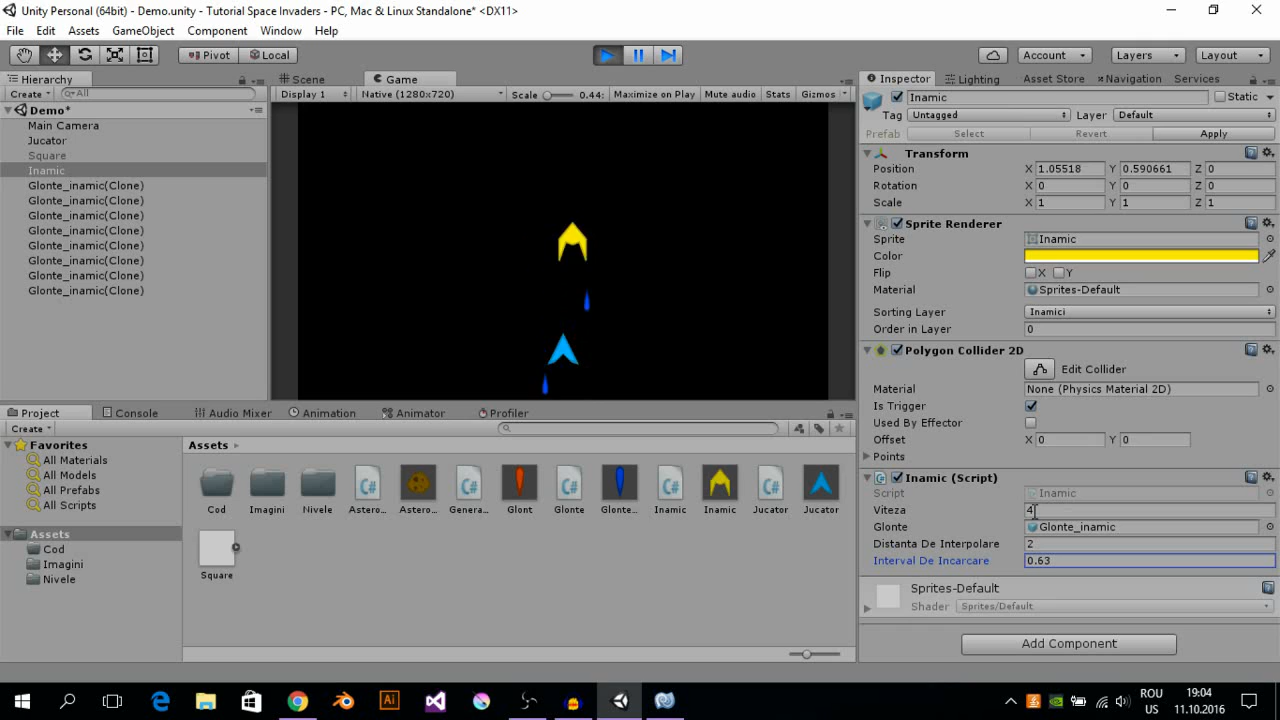 Unity Personal (64bit) - Demo.unity - Tutorial Space Invaders - PC, Mac & Linux Standalone* <DX11>
File Edit Assets GameObject Component Window Help
Pivot Local Account Layers Layout
Hierarchy
Create All
Demo*
Main Camera
Jucator
Square
Inamic
Glonte_inamic(Clone)
Glonte_inamic(Clone)
Glonte_inamic(Clone)
Glonte_inamic(Clone)
Glonte_inamic(Clone)
Glonte_inamic(Clone)
Glonte_inamic(Clone)
Glonte_inamic(Clone)
Scene Game
Display 1 Native (1280x720) Scale 0.44: Maximize on Play Mute audio Stats Gizmos
Inspector Lighting Asset Store Navigation Services
Inamic Static
Tag Untagged Layer Default
Prefab Select Revert Apply
Transform
Position X 1.05518 Y 0.590661 Z 0
Rotation X 0 Y 0 Z 0
Scale X 1 Y 1 Z 1
Sprite Renderer
Sprite Inamic
Color
Flip X Y
Material Sprites-Default
Sorting Layer Inamici
Order in Layer 0
Polygon Collider 2D
Edit Collider
Material None (Physics Material 2D)
Is Trigger
Used By Effector
Offset X 0 Y 0
Points
Inamic (Script)
Script Inamic
Viteza 4
Glonte Glonte_inamic
Distanta De Interpolare 2
Interval De Incarcare 0.63
Sprites-Default
Shader Sprites/Default
Add Component
Project Console Audio Mixer Animation Animator Profiler
Create
Favorites
All Materials
All Models
All Prefabs
All Scripts
Assets
Cod
Imagini
Nivele
Assets
Cod Imagini Nivele Astero... Astero... Genera... Glont Glonte Glonte... Inamic Inamic Jucator Jucator
Square
C# C# C# C# C#
Ai
ROU
US
19:04
11.10.2016